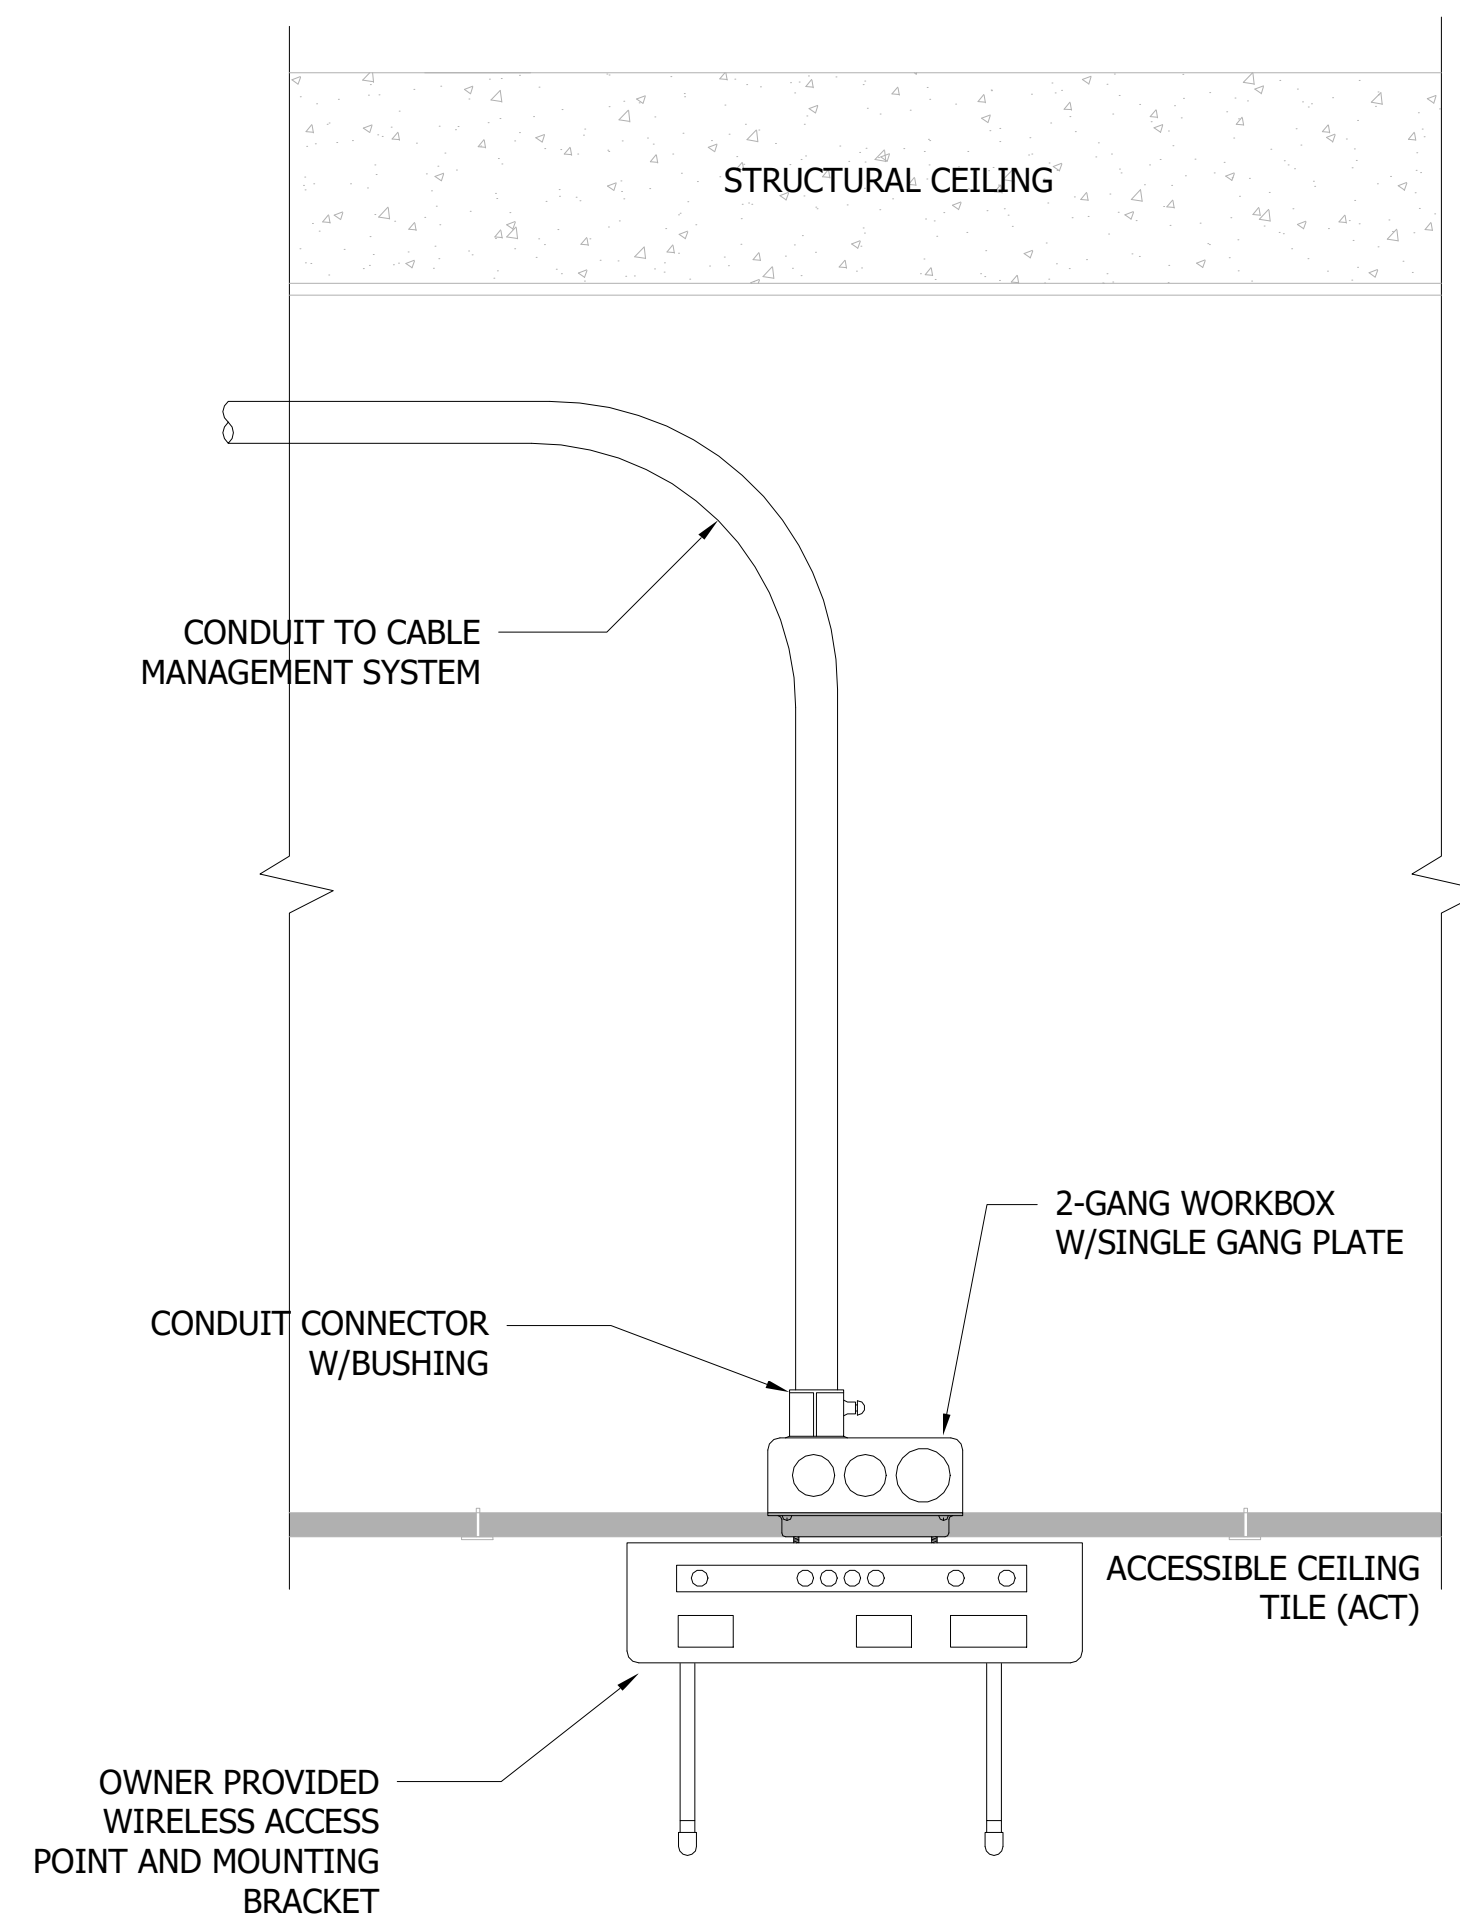 STRUCTURAL CEILING
CONDUIT TO CABLE
MANAGEMENT SYSTEM
2-GANG WORKBOX
W/SINGLE GANG PLATE
CONDUIT CONNECTOR
W/BUSHING
ACCESSIBLE CEILING
TILE (ACT)
OWNER PROVIDED
WIRELESS ACCESS
POINT AND MOUNTING
BRACKET